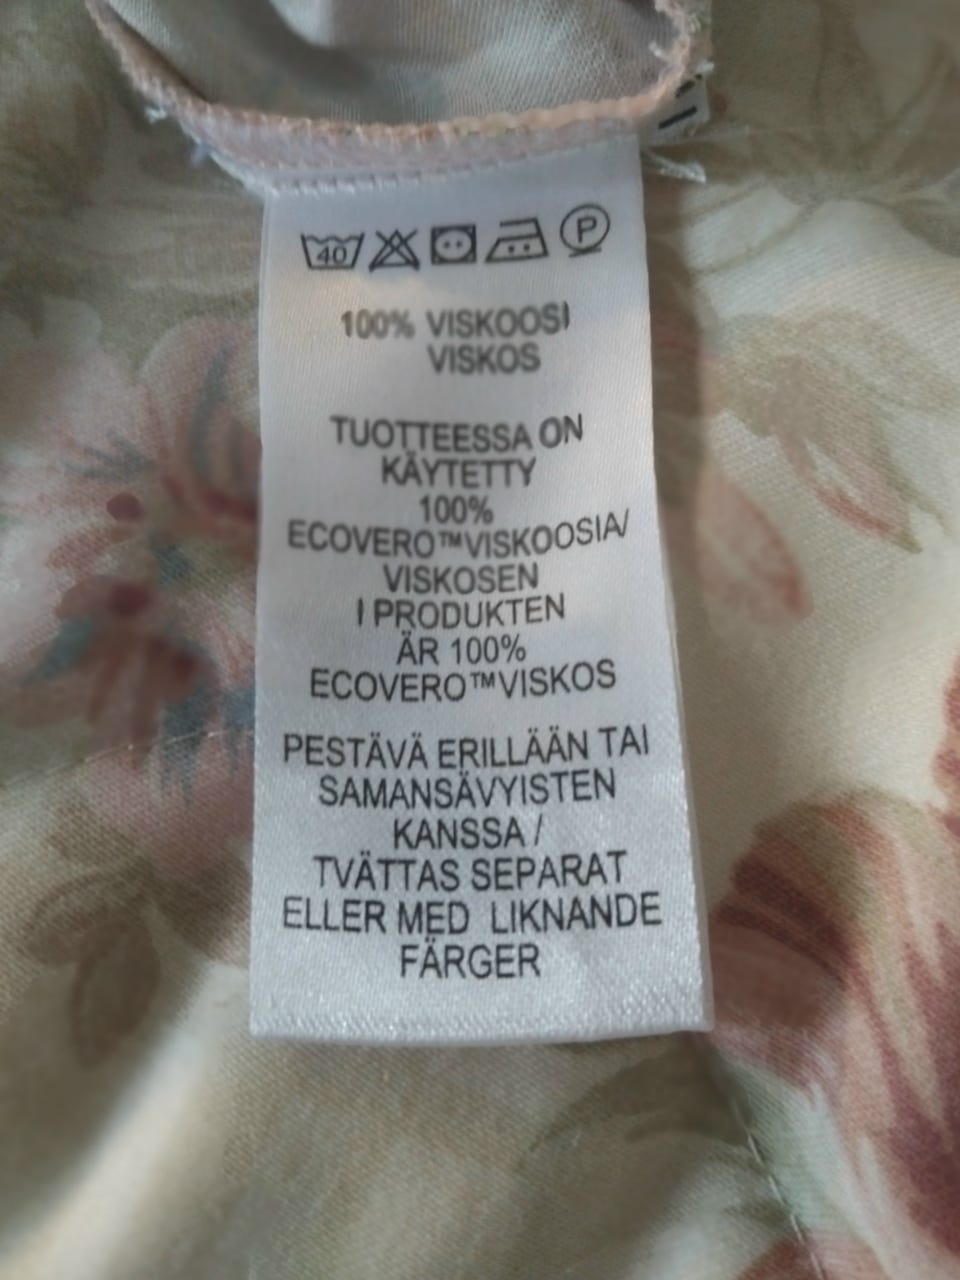 40 P
100% VISKOOSI
VISKOS
TUOTTEESSA ON
KÄYTETTY
100%
ECOVERO™VISKOOSIA/
VISKOSEN
I PRODUKTEN
ÄR 100%
ECOVERO™VISKOS
PESTÄVÄ ERILLÄÄN TAI
SAMANSÄVYISTEN
KANSSA /
TVÄTTAS SEPARAT
ELLER MED LIKNANDE
FÄRGER